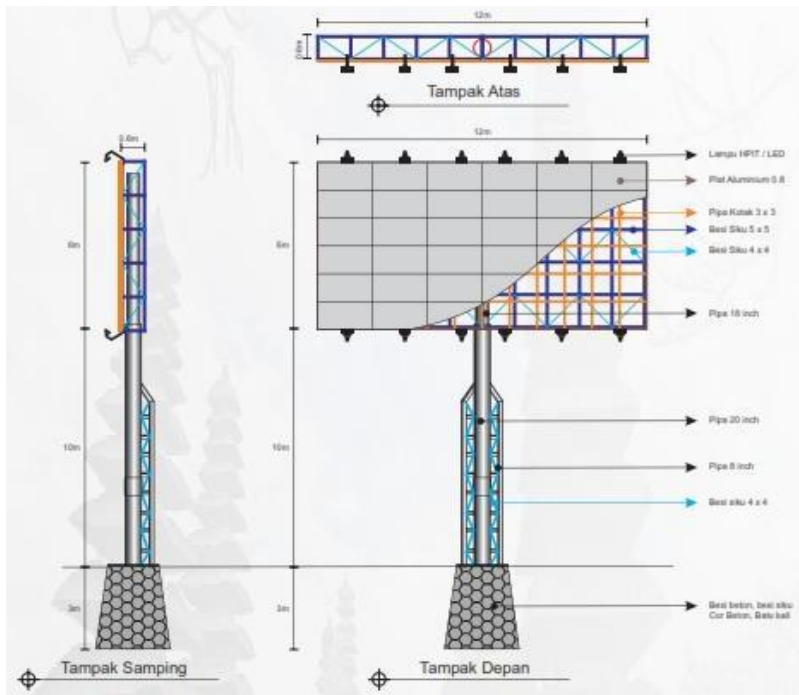 12m
0.6m
Tampak Atas
0.6m
12m
Lampu HPIT / LED
Plat Aluminium 0.8
Pipa Kotak 3 x 3
Besi Siku 5 x 5
6m
6m
Besi Siku 4 x 4
Pipa 18 inch
Pipa 20 inch
10m
10m
Pipa 8 inch
Besi siku 4 x 4
3m
3m
Besi beton, besi siku
Cor Beton, Batu kali
Tampak Samping
Tampak Depan